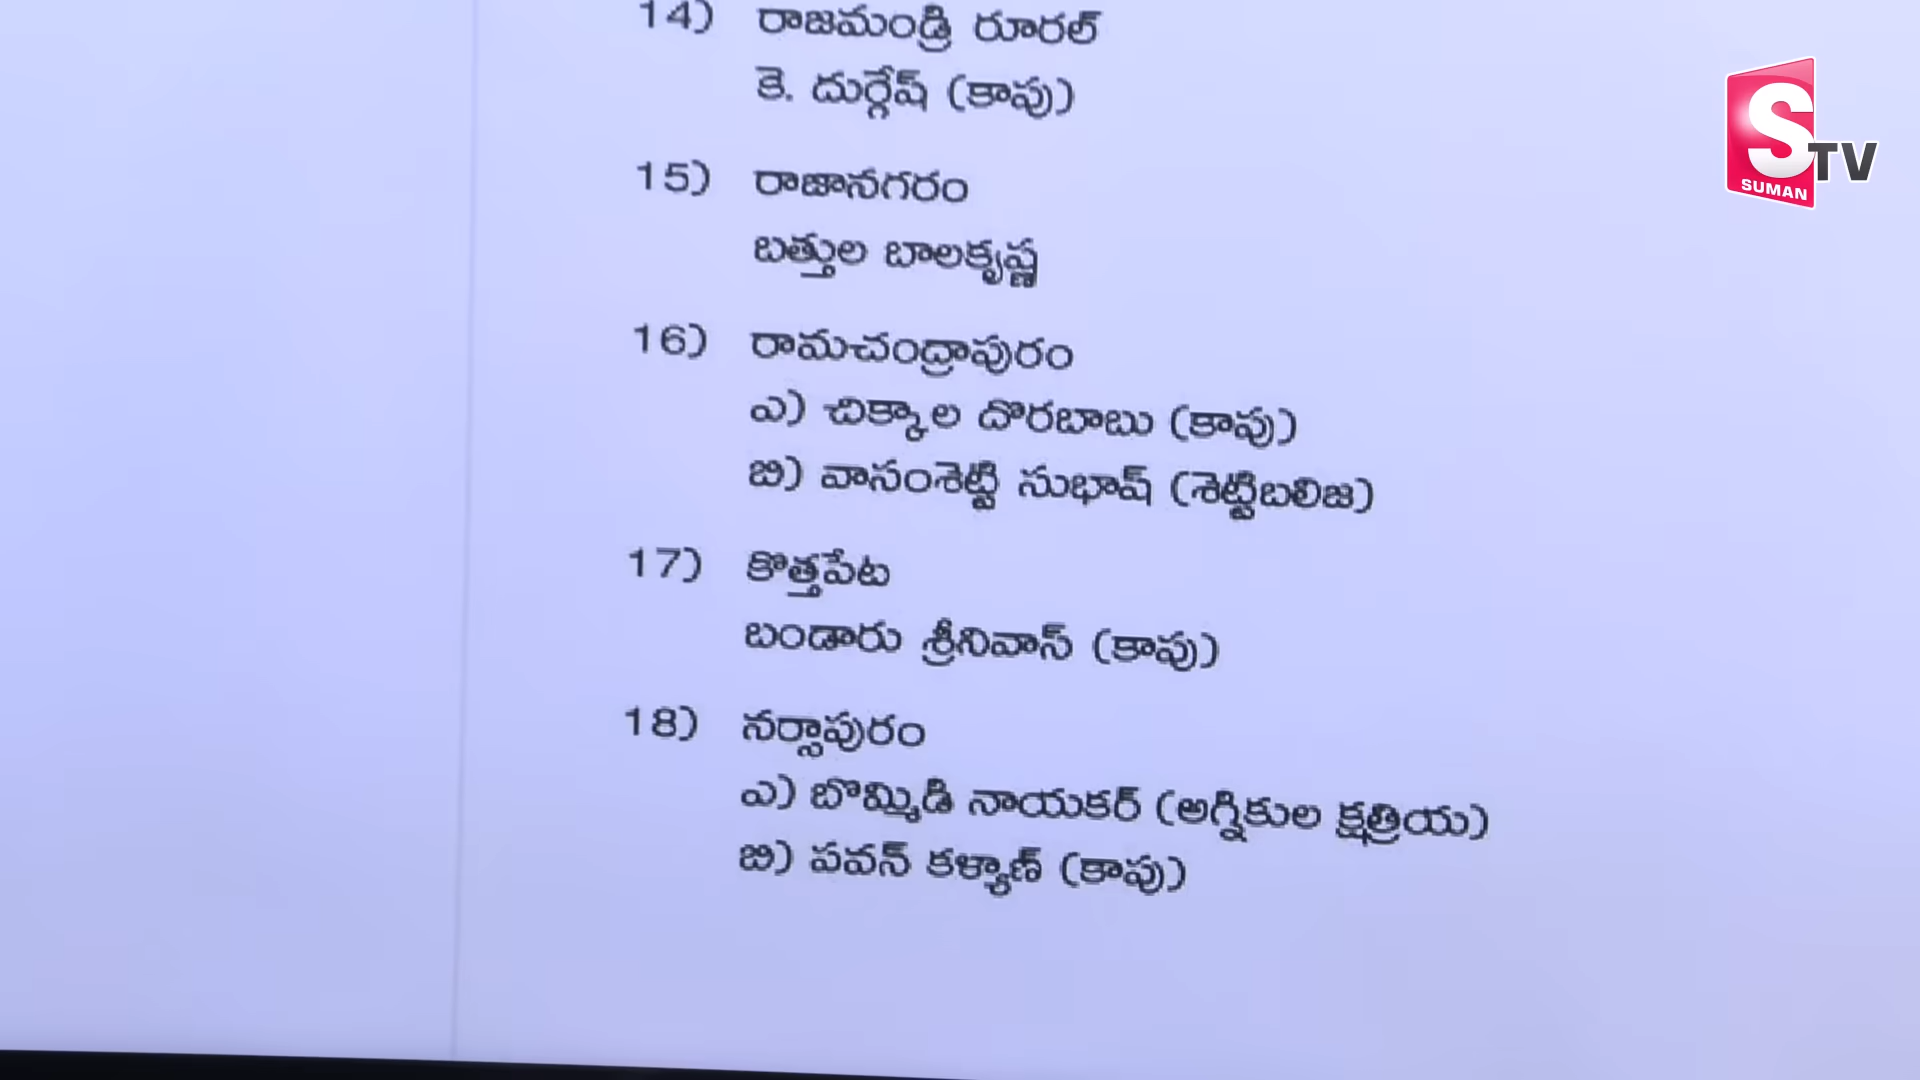 14) రాజమండ్రి రూరల్
కె. దుర్గేష్ (కాపు)
15) రాజానగరం
బత్తుల బాలకృష్ణ
16) రామచంద్రాపురం
ఎ) చిక్కాల దొరబాబు (కాపు)
బి) వాసంశెట్టి సుభాష్ (శెట్టిబలిజ)
17) కొత్తపేట
బండారు శ్రీనివాస్ (కాపు)
18) నర్సాపురం
ఎ) బొమ్మిడి నాయకర్ (అగ్నికుల క్షత్రియ)
బి) పవన్ కళ్యాణ్ (కాపు)
S TV
SUMAN